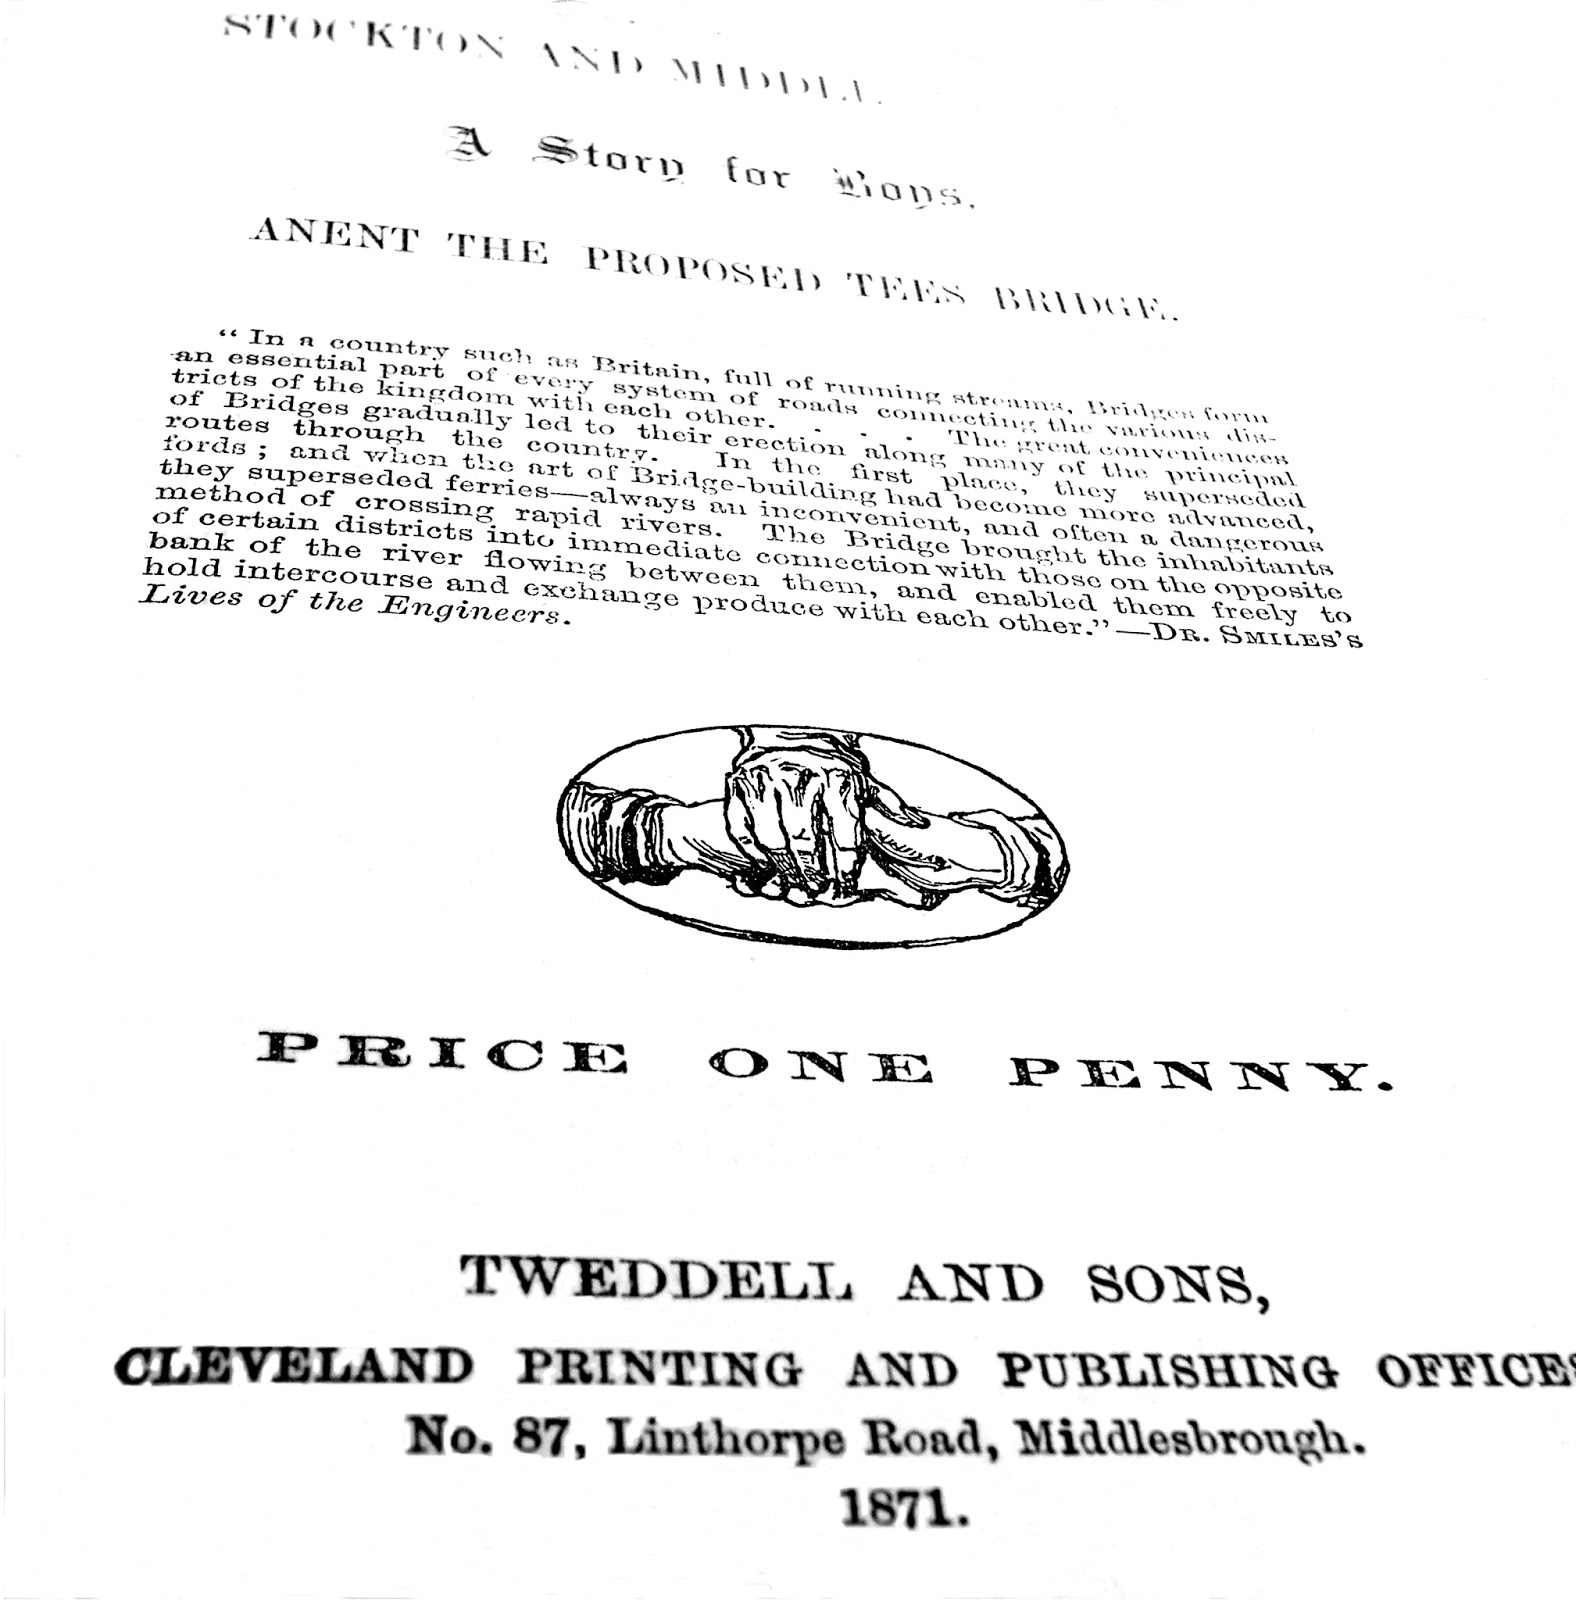 STOCKTON AND MIDDL
A Story for Boys.
ANENT THE PROPOSED TEES BRIDGE.
"In a country such as Britain, full of running streams, Bridges form
an essential part of every system of roads connecting the various dis-
tricts of the kingdom with each other. . . . The great conveniences
of Bridges gradually led to their erection along many of the principal
routes through the country. In the first place, they superseded
fords; and when the art of Bridge-building had become more advanced,
they superseded ferries—always an inconvenient, and often a dangerous
method of crossing rapid rivers. The Bridge brought the inhabitants
of certain districts into immediate connection with those on the opposite
bank of the river flowing between them, and enabled them freely to
hold intercourse and exchange produce with each other."—DR. SMILES'S
Lives of the Engineers.
PRICE ONE PENNY.
TWEDDELL AND SONS,
CLEVELAND PRINTING AND PUBLISHING OFFICES
No. 87, Linthorpe Road, Middlesbrough.
1871.